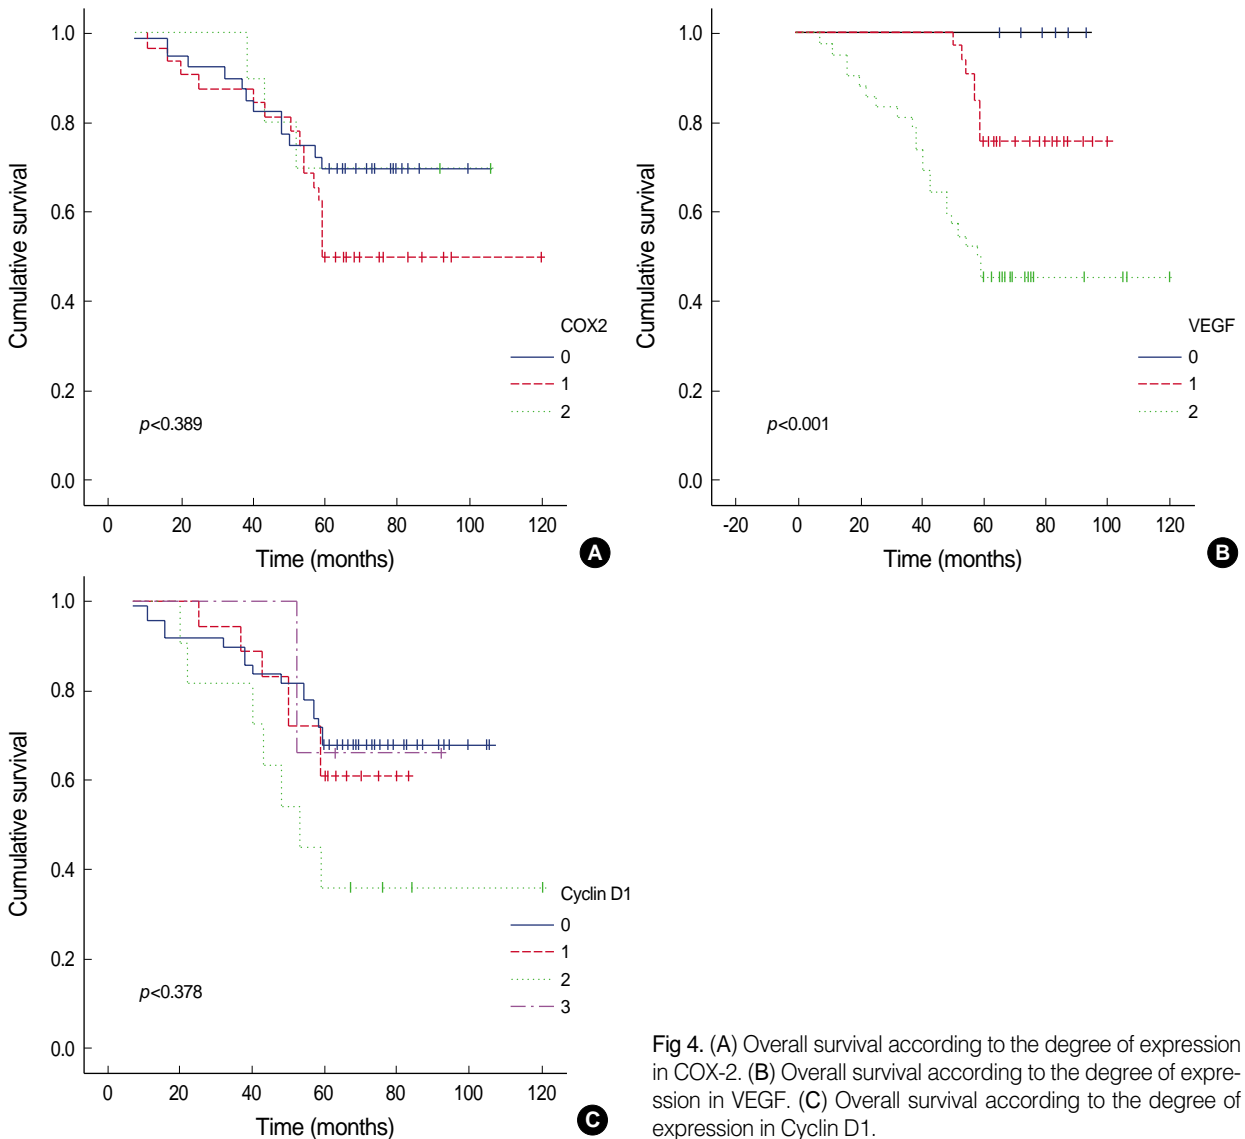 1.0
0.8
0.6
0.4
0.2
0.0
Cumulative survival
COX2
0
1
2
p<0.389
0 20 40 60 80 100 120
Time (months)
A
1.0
0.8
0.6
0.4
0.2
0.0
Cumulative survival
VEGF
0
1
2
p<0.001
-20 0 20 40 60 80 100 120
Time (months)
B
1.0
0.8
0.6
0.4
0.2
0.0
Cumulative survival
Cyclin D1
0
1
2
3
p<0.378
0 20 40 60 80 100 120
Time (months)
C
Fig 4. (A) Overall survival according to the degree of expression
in COX-2. (B) Overall survival according to the degree of expre-
ssion in VEGF. (C) Overall survival according to the degree of
expression in Cyclin D1.